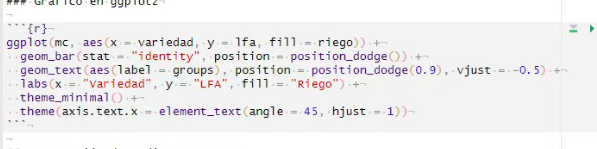 ### Gráfico en ggplot2
```{r}
ggplot(mc, aes(x = variedad, y = lfa, fill = riego)) +
geom_bar(stat = "identity", position = position_dodge()) +
geom_text(aes(label = groups), position = position_dodge(0.9), vjust = -0.5) +
labs(x = "Variedad", y = "LFA", fill = "Riego") +
theme_minimal() +
theme(axis.text.x = element_text(angle = 45, hjust = 1))
```